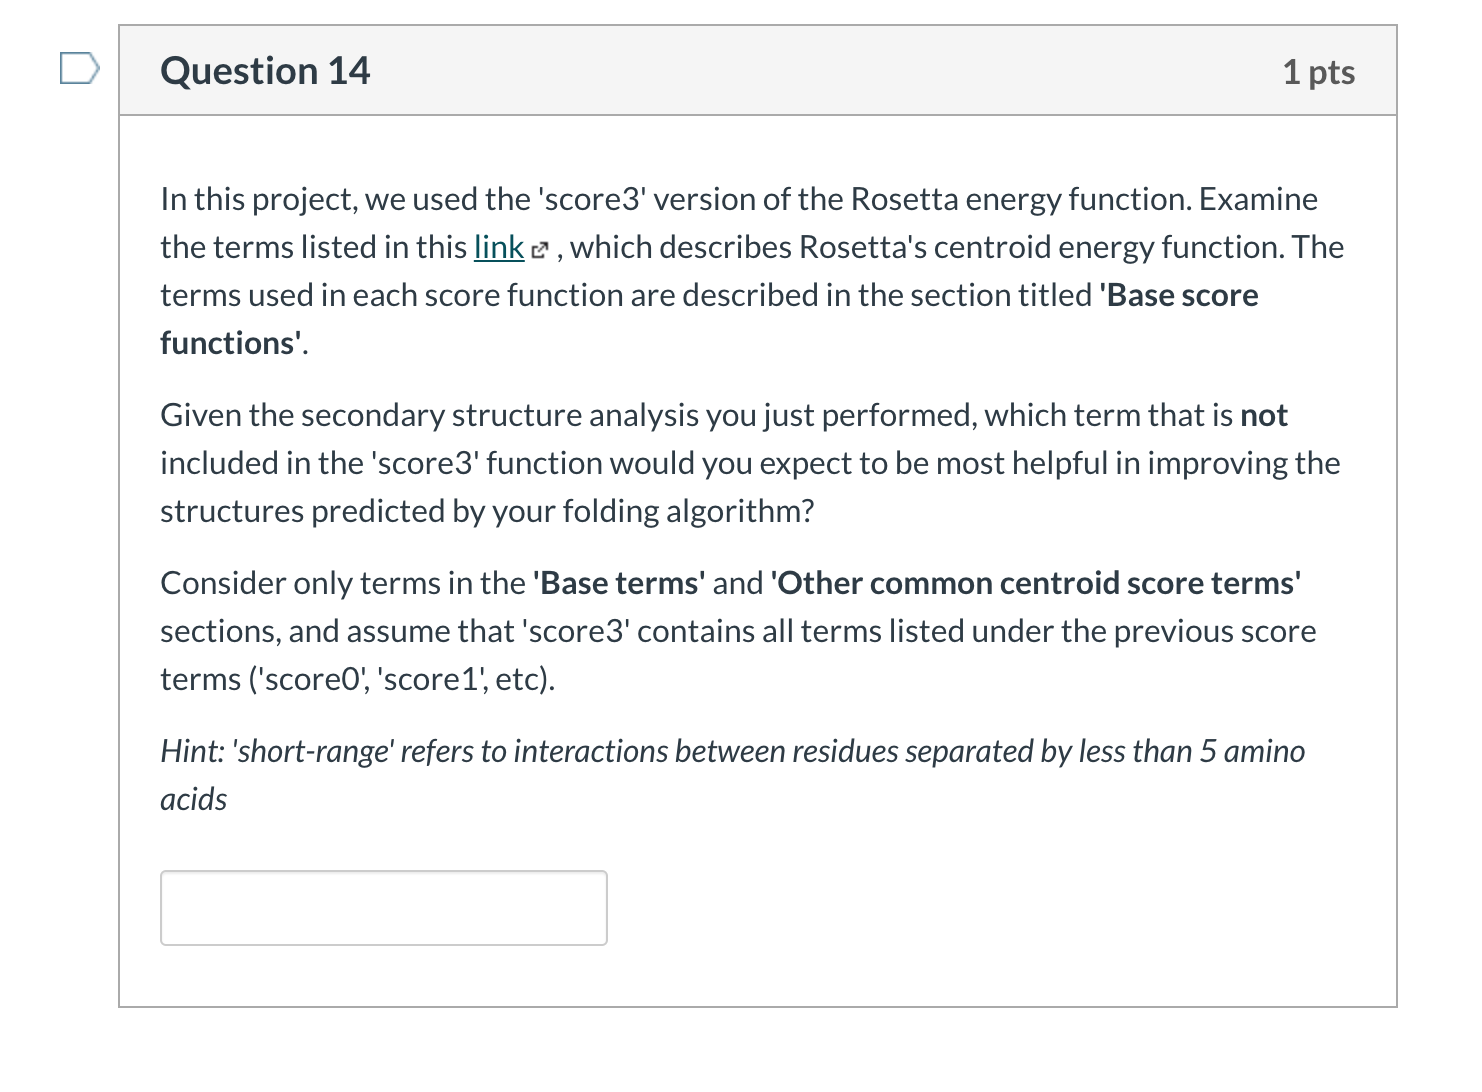 Question 14
1 pts
In this project, we used the 'score3' version of the Rosetta energy function. Examine
the terms listed in this link , which describes Rosetta's centroid energy function. The
terms used in each score function are described in the section titled 'Base score
functions'.
Given the secondary structure analysis you just performed, which term that is not
included in the 'score3' function would you expect to be most helpful in improving the
structures predicted by your folding algorithm?
Consider only terms in the 'Base terms' and 'Other common centroid score terms'
sections, and assume that 'score3' contains all terms listed under the previous score
terms ('score0', 'score1', etc).
Hint: 'short-range' refers to interactions between residues separated by less than 5 amino
acids